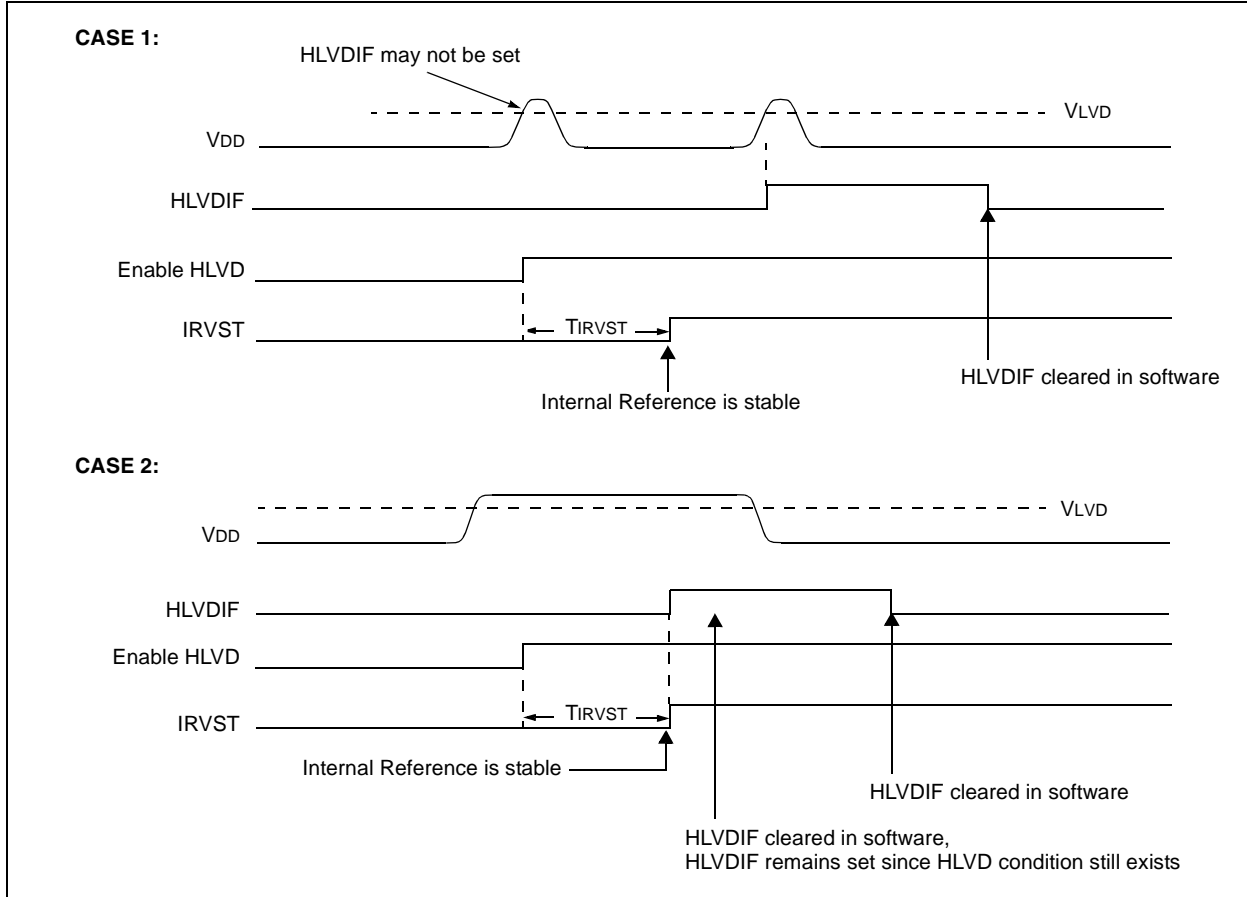 CASE 1:
HLVDIF may not be set
VLVD
VDD
HLVDIF
Enable HLVD
TIRVST
IRVST
HLVDIF cleared in software
Internal Reference is stable
CASE 2:
VLVD
VDD
HLVDIF
Enable HLVD
TIRVST
IRVST
Internal Reference is stable
HLVDIF cleared in software
HLVDIF cleared in software,
HLVDIF remains set since HLVD condition still exists